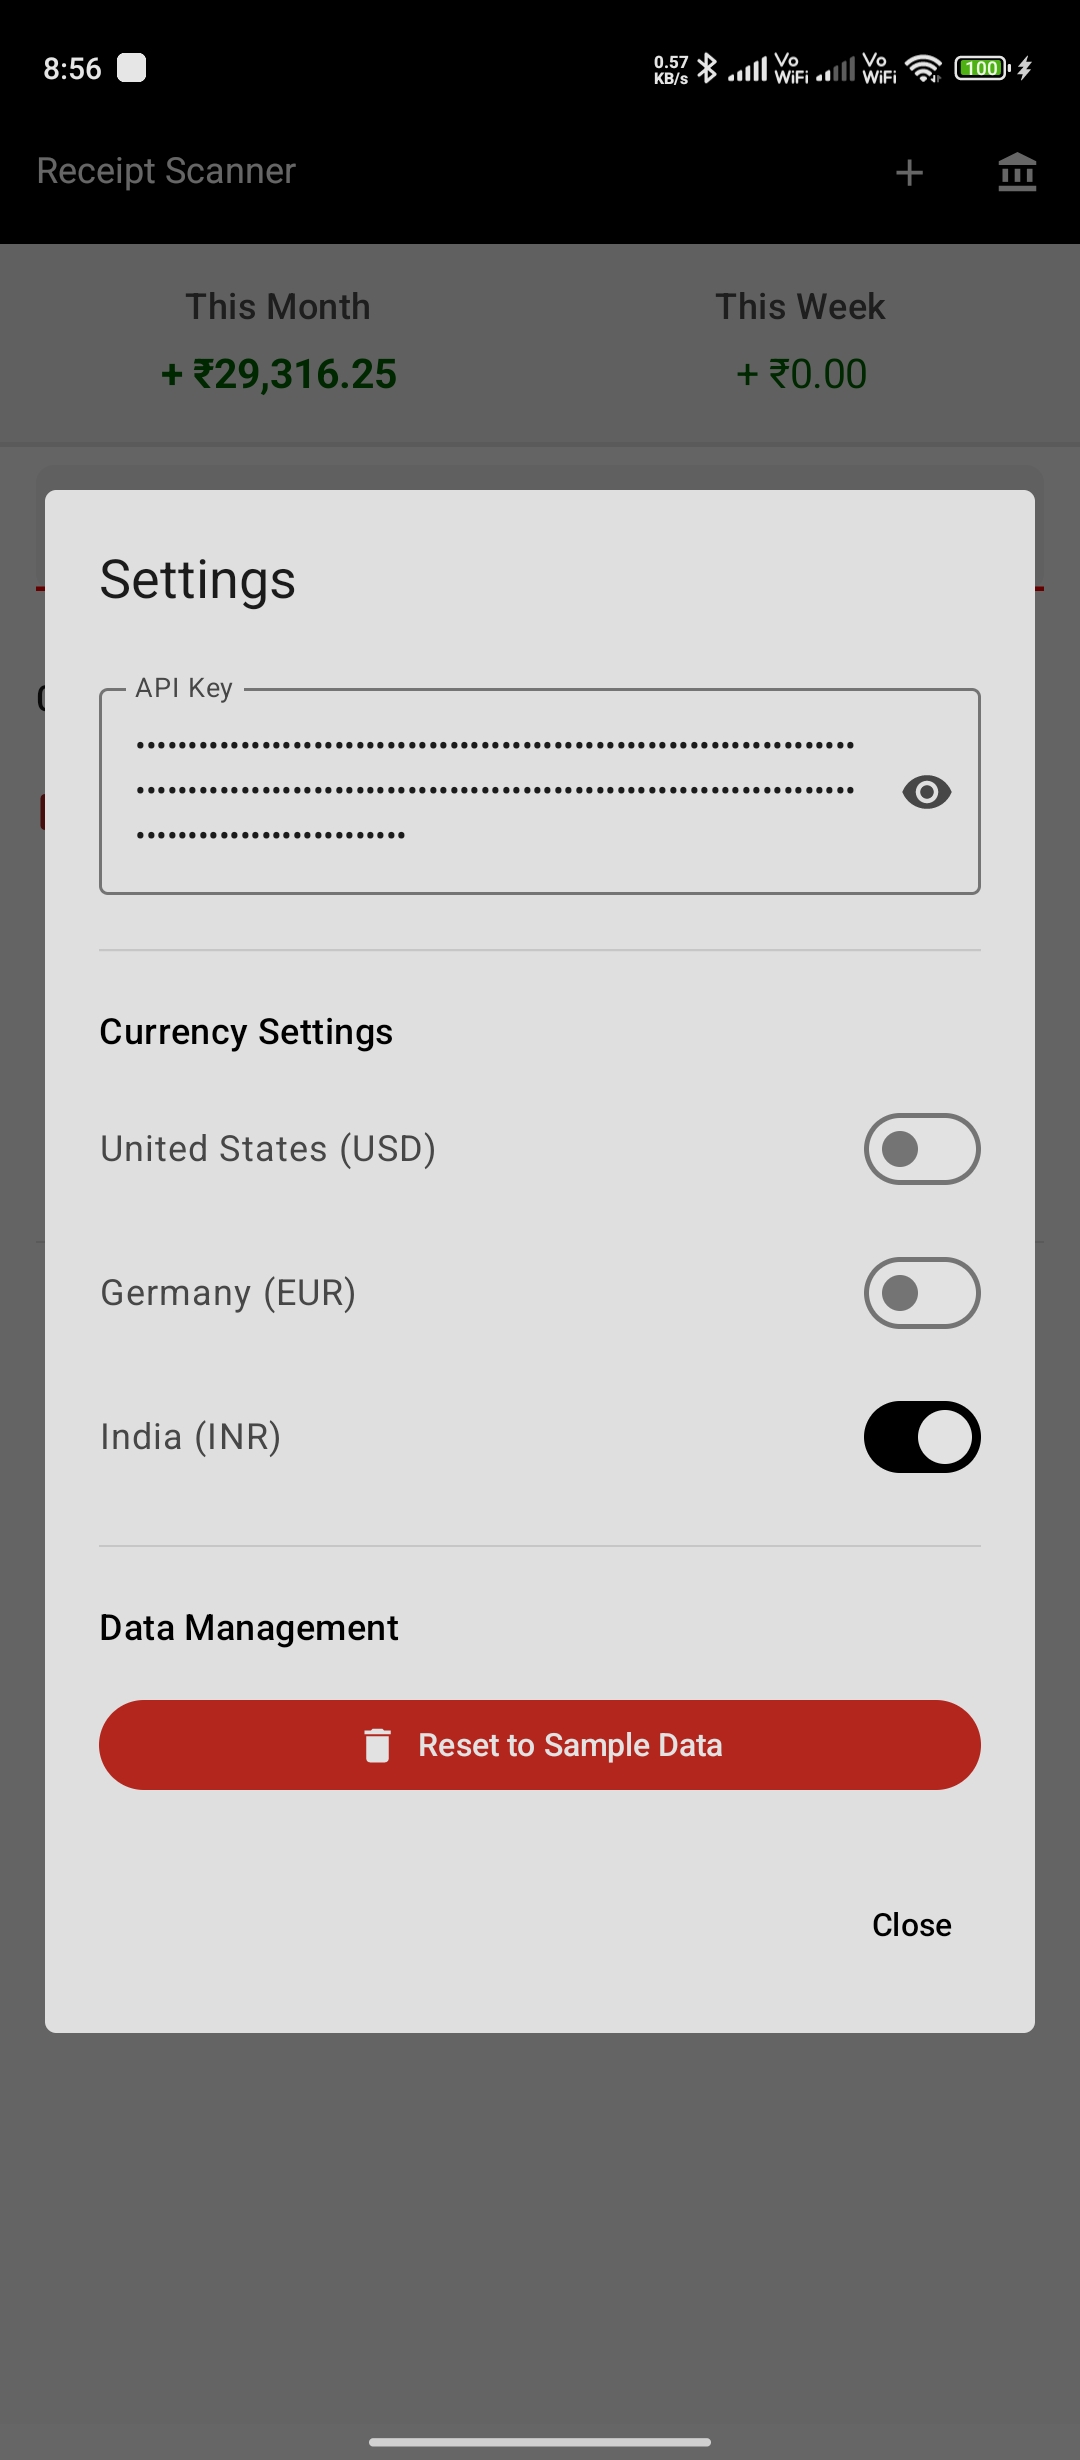 8:56
0.57
KB/s
Vo
WiFi
Vo
WiFi
100
Receipt Scanner
This Month
This Week
+ ₹29,316.25
+ ₹0.00
Settings
API Key
Currency Settings
United States (USD)
Germany (EUR)
India (INR)
Data Management
Reset to Sample Data
Close